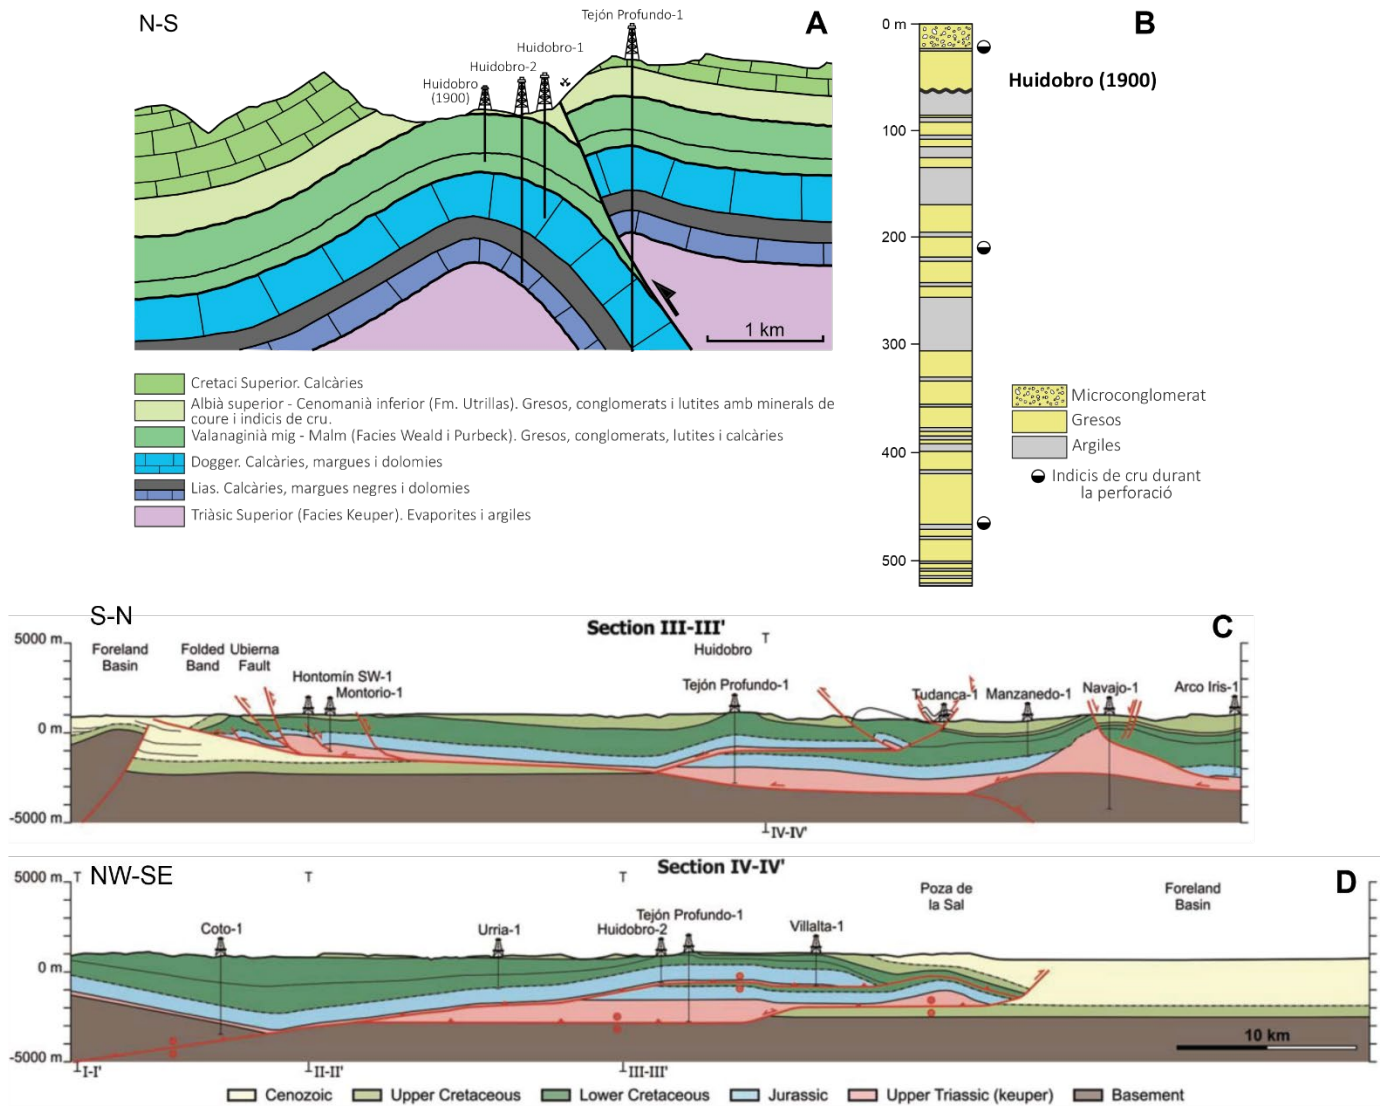 N-S
A
Tejón Profundo-1
Huidobro-1
Huidobro-2
Huidobro
(1900)
1 km
Cretaci Superior. Calcàries
Albià superior - Cenomanià inferior (Fm. Utrillas). Gresos, conglomerats i lutites amb minerals de
coure i indicis de cru.
Valanaginià mig - Malm (Facies Weald i Purbeck). Gresos, conglomerats, lutites i calcàries
Dogger. Calcàries, margues i dolomies
Lias. Calcàries, margues negres i dolomies
Triàsic Superior (Facies Keuper). Evaporites i argiles
B
0 m
Huidobro (1900)
100
200
300
400
500
Microconglomerat
Gresos
Argiles
Indicis de cru durant
la perforació
S-N
C
Section III-III'
5000 m
0 m
-5000 m
Foreland
Basin
Folded
Band
Ubierna
Fault
Hontomín SW-1
Montorio-1
Huidobro
T
Tejón Profundo-1
Tudanca-1
Manzanedo-1
Navajo-1
Arco Iris-1
IV-IV'
NW-SE
D
Section IV-IV'
5000 m
0 m
-5000 m
T
T
T
Coto-1
Urria-1
Huidobro-2
Tejón Profundo-1
Villalta-1
Poza de
la Sal
Foreland
Basin
10 km
I-I'
II-II'
III-III'
Cenozoic
Upper Cretaceous
Lower Cretaceous
Jurassic
Upper Triassic (keuper)
Basement